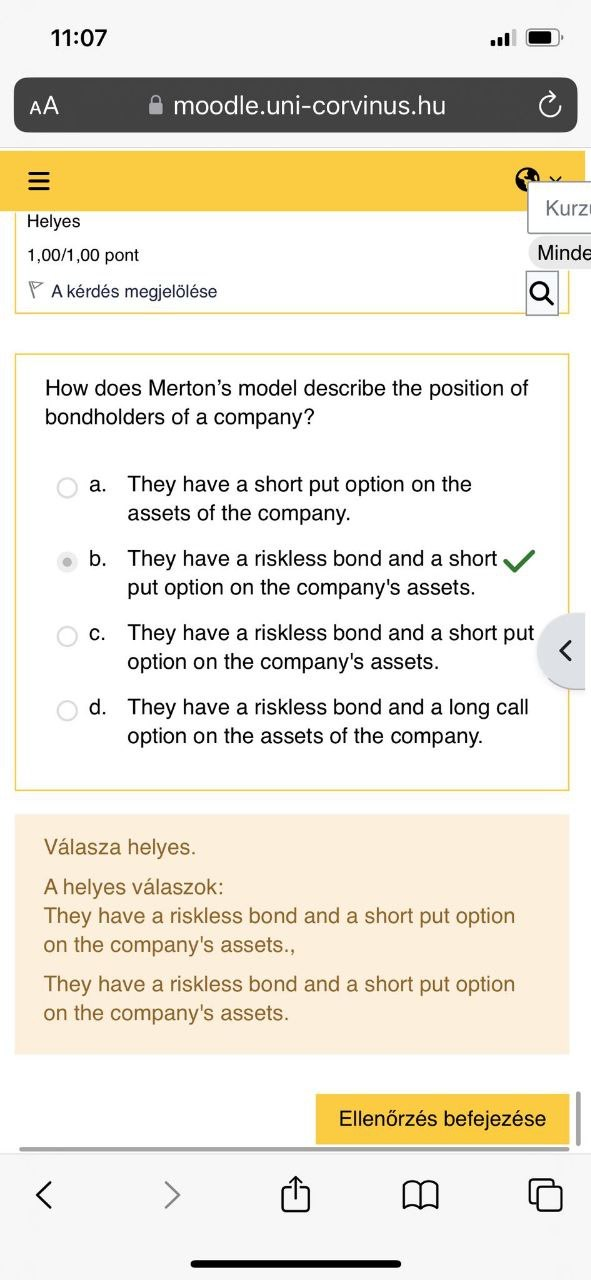 11:07
AA moodle.uni-corvinus.hu
Kurzu
Helyes
Minde
1,00/1,00 pont
A kérdés megjelölése
How does Merton’s model describe the position of
bondholders of a company?
a. They have a short put option on the
assets of the company.
b. They have a riskless bond and a short
put option on the company's assets.
c. They have a riskless bond and a short put
option on the company's assets.
d. They have a riskless bond and a long call
option on the assets of the company.
Válasza helyes.
A helyes válaszok:
They have a riskless bond and a short put option
on the company's assets.,
They have a riskless bond and a short put option
on the company's assets.
Ellenőrzés befejezése